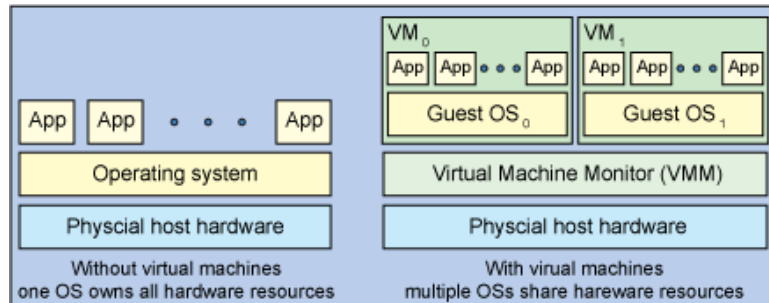 App App App
Operating system
Physcial host hardware
Without virtual machines
one OS owns all hardware resources
VM0 VM1
App App App App App App
Guest OS0 Guest OS1
Virtual Machine Monitor (VMM)
Physcial host hardware
With virual machines
multiple OSs share hareware resources